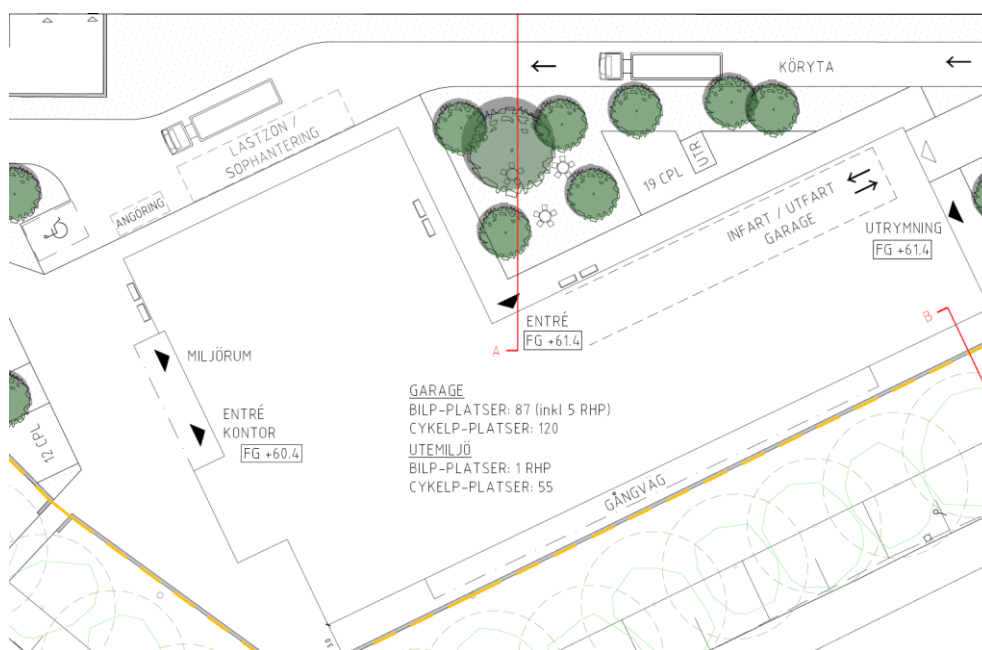 KÖRYTA
LASTZON /
SOPHANTERING
ANGÖRING
19 CPL
UTR
INFART / UTFART
GARAGE
UTRYMNING
FG +61.4
ENTRÉ
FG +61.4
A
B
MILJÖRUM
ENTRÉ
KONTOR
FG +60.4
12 CPL
GARAGE
BILP-PLATSER: 87 (inkl 5 RHP)
CYKELP-PLATSER: 120
UTEMILJÖ
BILP-PLATSER: 1 RHP
CYKELP-PLATSER: 55
GÅNGVÄG